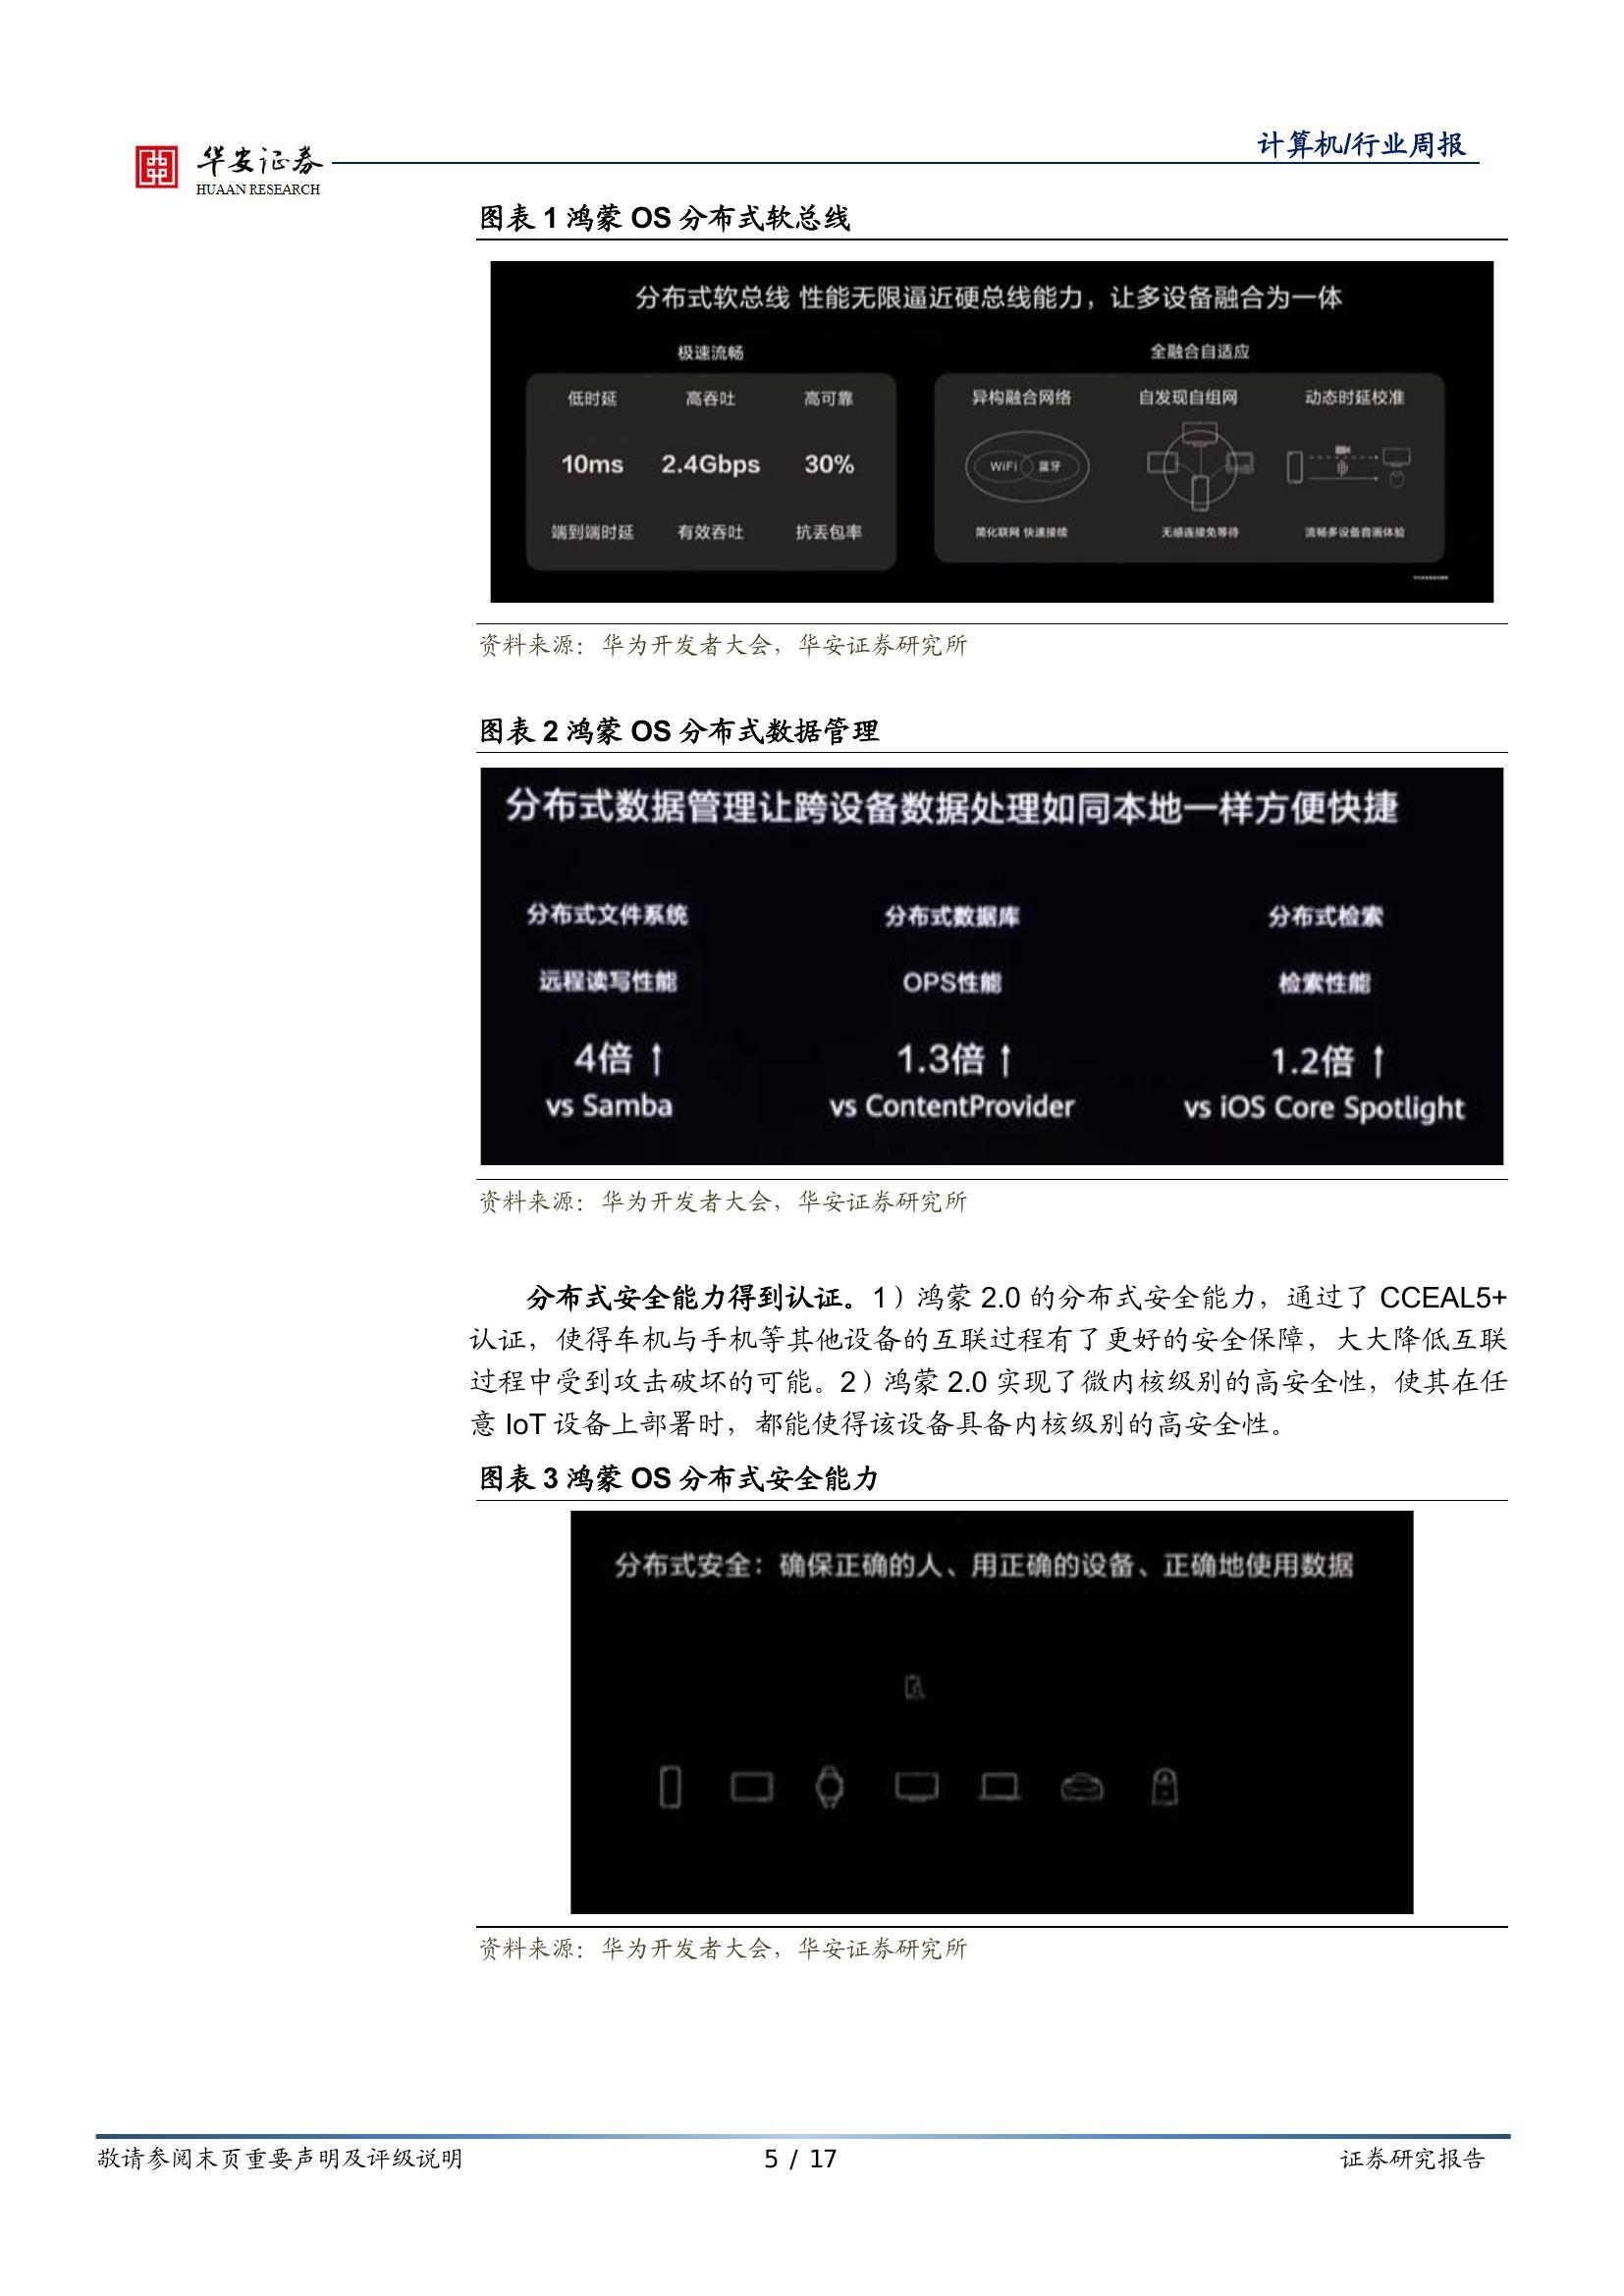 华安证券
HUAAN RESEARCH
计算机/行业周报
图表 1 鸿蒙 OS 分布式软总线
分布式软总线 性能无限逼近硬总线能力，让多设备融合为一体
极速流畅
低时延 高吞吐 高可靠
10ms 2.4Gbps 30%
端到端时延 有效吞吐 抗丢包率
全融合自适应
异构融合网络 自发现自组网 动态时延校准
WiFi 蓝牙
简化联网 快速接续 无感连接免等待 流畅多设备音画体验
资料来源：华为开发者大会，华安证券研究所
图表 2 鸿蒙 OS 分布式数据管理
分布式数据管理让跨设备数据处理如同本地一样方便快捷
分布式文件系统 分布式数据库 分布式检索
远程读写性能 OPS性能 检索性能
4倍↑ 1.3倍↑ 1.2倍↑
vs Samba vs ContentProvider vs iOS Core Spotlight
资料来源：华为开发者大会，华安证券研究所
分布式安全能力得到认证。1）鸿蒙 2.0 的分布式安全能力，通过了 CCEAL5+
认证，使得车机与手机等其他设备的互联过程有了更好的安全保障，大大降低互联
过程中受到攻击破坏的可能。2）鸿蒙 2.0 实现了微内核级别的高安全性，使其在任
意 IoT 设备上部署时，都能使得该设备具备内核级别的高安全性。
图表 3 鸿蒙 OS 分布式安全能力
分布式安全：确保正确的人、用正确的设备、正确地使用数据
资料来源：华为开发者大会，华安证券研究所
敬请参阅末页重要声明及评级说明 5 / 17 证券研究报告